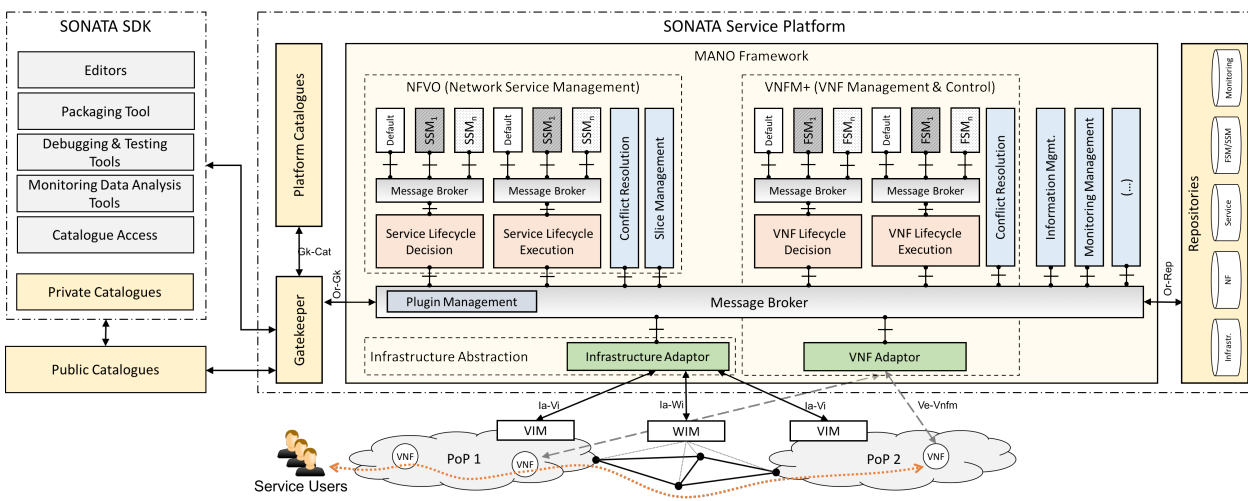 SONATA SDK
Editors
Packaging Tool
Debugging & Testing
Tools
Monitoring Data Analysis
Tools
Catalogue Access
Private Catalogues
Public Catalogues
SONATA Service Platform
Platform Catalogues
Gk-Cat
Gatekeeper
Or-Gk
MANO Framework
NFVO (Network Service Management)
Default
SSM1
SSMn
Default
SSM1
SSMn
Message Broker
Message Broker
Service Lifecycle
Decision
Service Lifecycle
Execution
Conflict Resolution
Slice Management
VNFM+ (VNF Management & Control)
Default
FSM1
FSMn
Default
FSM1
FSMn
Message Broker
Message Broker
VNF Lifecycle
Decision
VNF Lifecycle
Execution
Conflict Resolution
Information Mgmt.
Monitoring Management
(...)
Plugin Management
Message Broker
Or-Rep
Infrastructure Abstraction
Infrastructure Adaptor
VNF Adaptor
Repositories
Monitoring
FSM/SSM
Service
NF
Infrastr.
Ia-Vi
Ia-Wi
Ia-Vi
Ve-Vnfm
VIM
WIM
VIM
VNF
PoP 1
VNF
PoP 2
VNF
Service Users